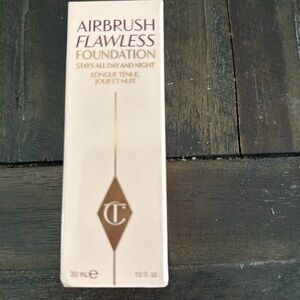 AIRBRUSH
FLAWLESS
FOUNDATION
STAYS ALL DAY AND NIGHT
LONGUE TENUE,
JOUR ET NUIT
CT
30 mL e 1.0 fl. oz